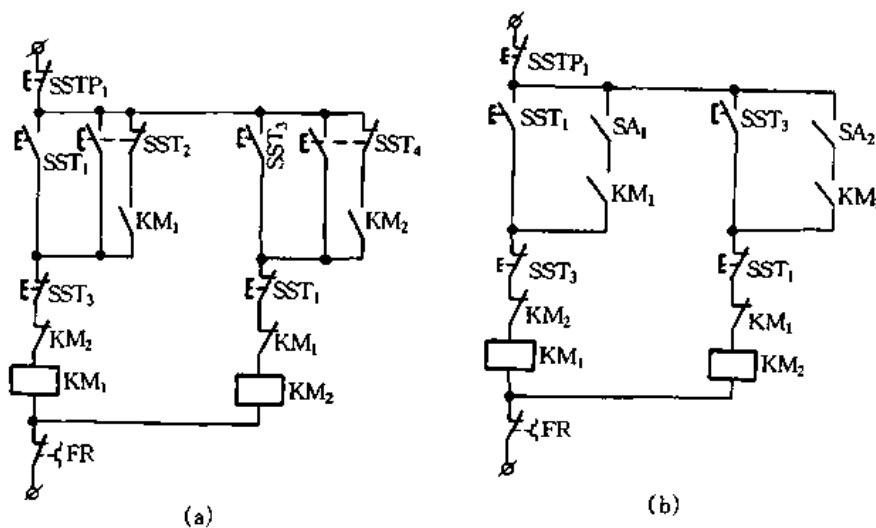 SSTP₁
SST₁
SST₂
SST₃
SST₄
KM₁
KM₂
SST₃
SST₁
KM₂
KM₁
KM₁
KM₂
FR
(a)
SSTP₁
SST₁
SA₁
SST₃
SA₂
KM₁
KM
SST₃
SST₁
KM₂
KM₁
KM₁
KM₂
FR
(b)